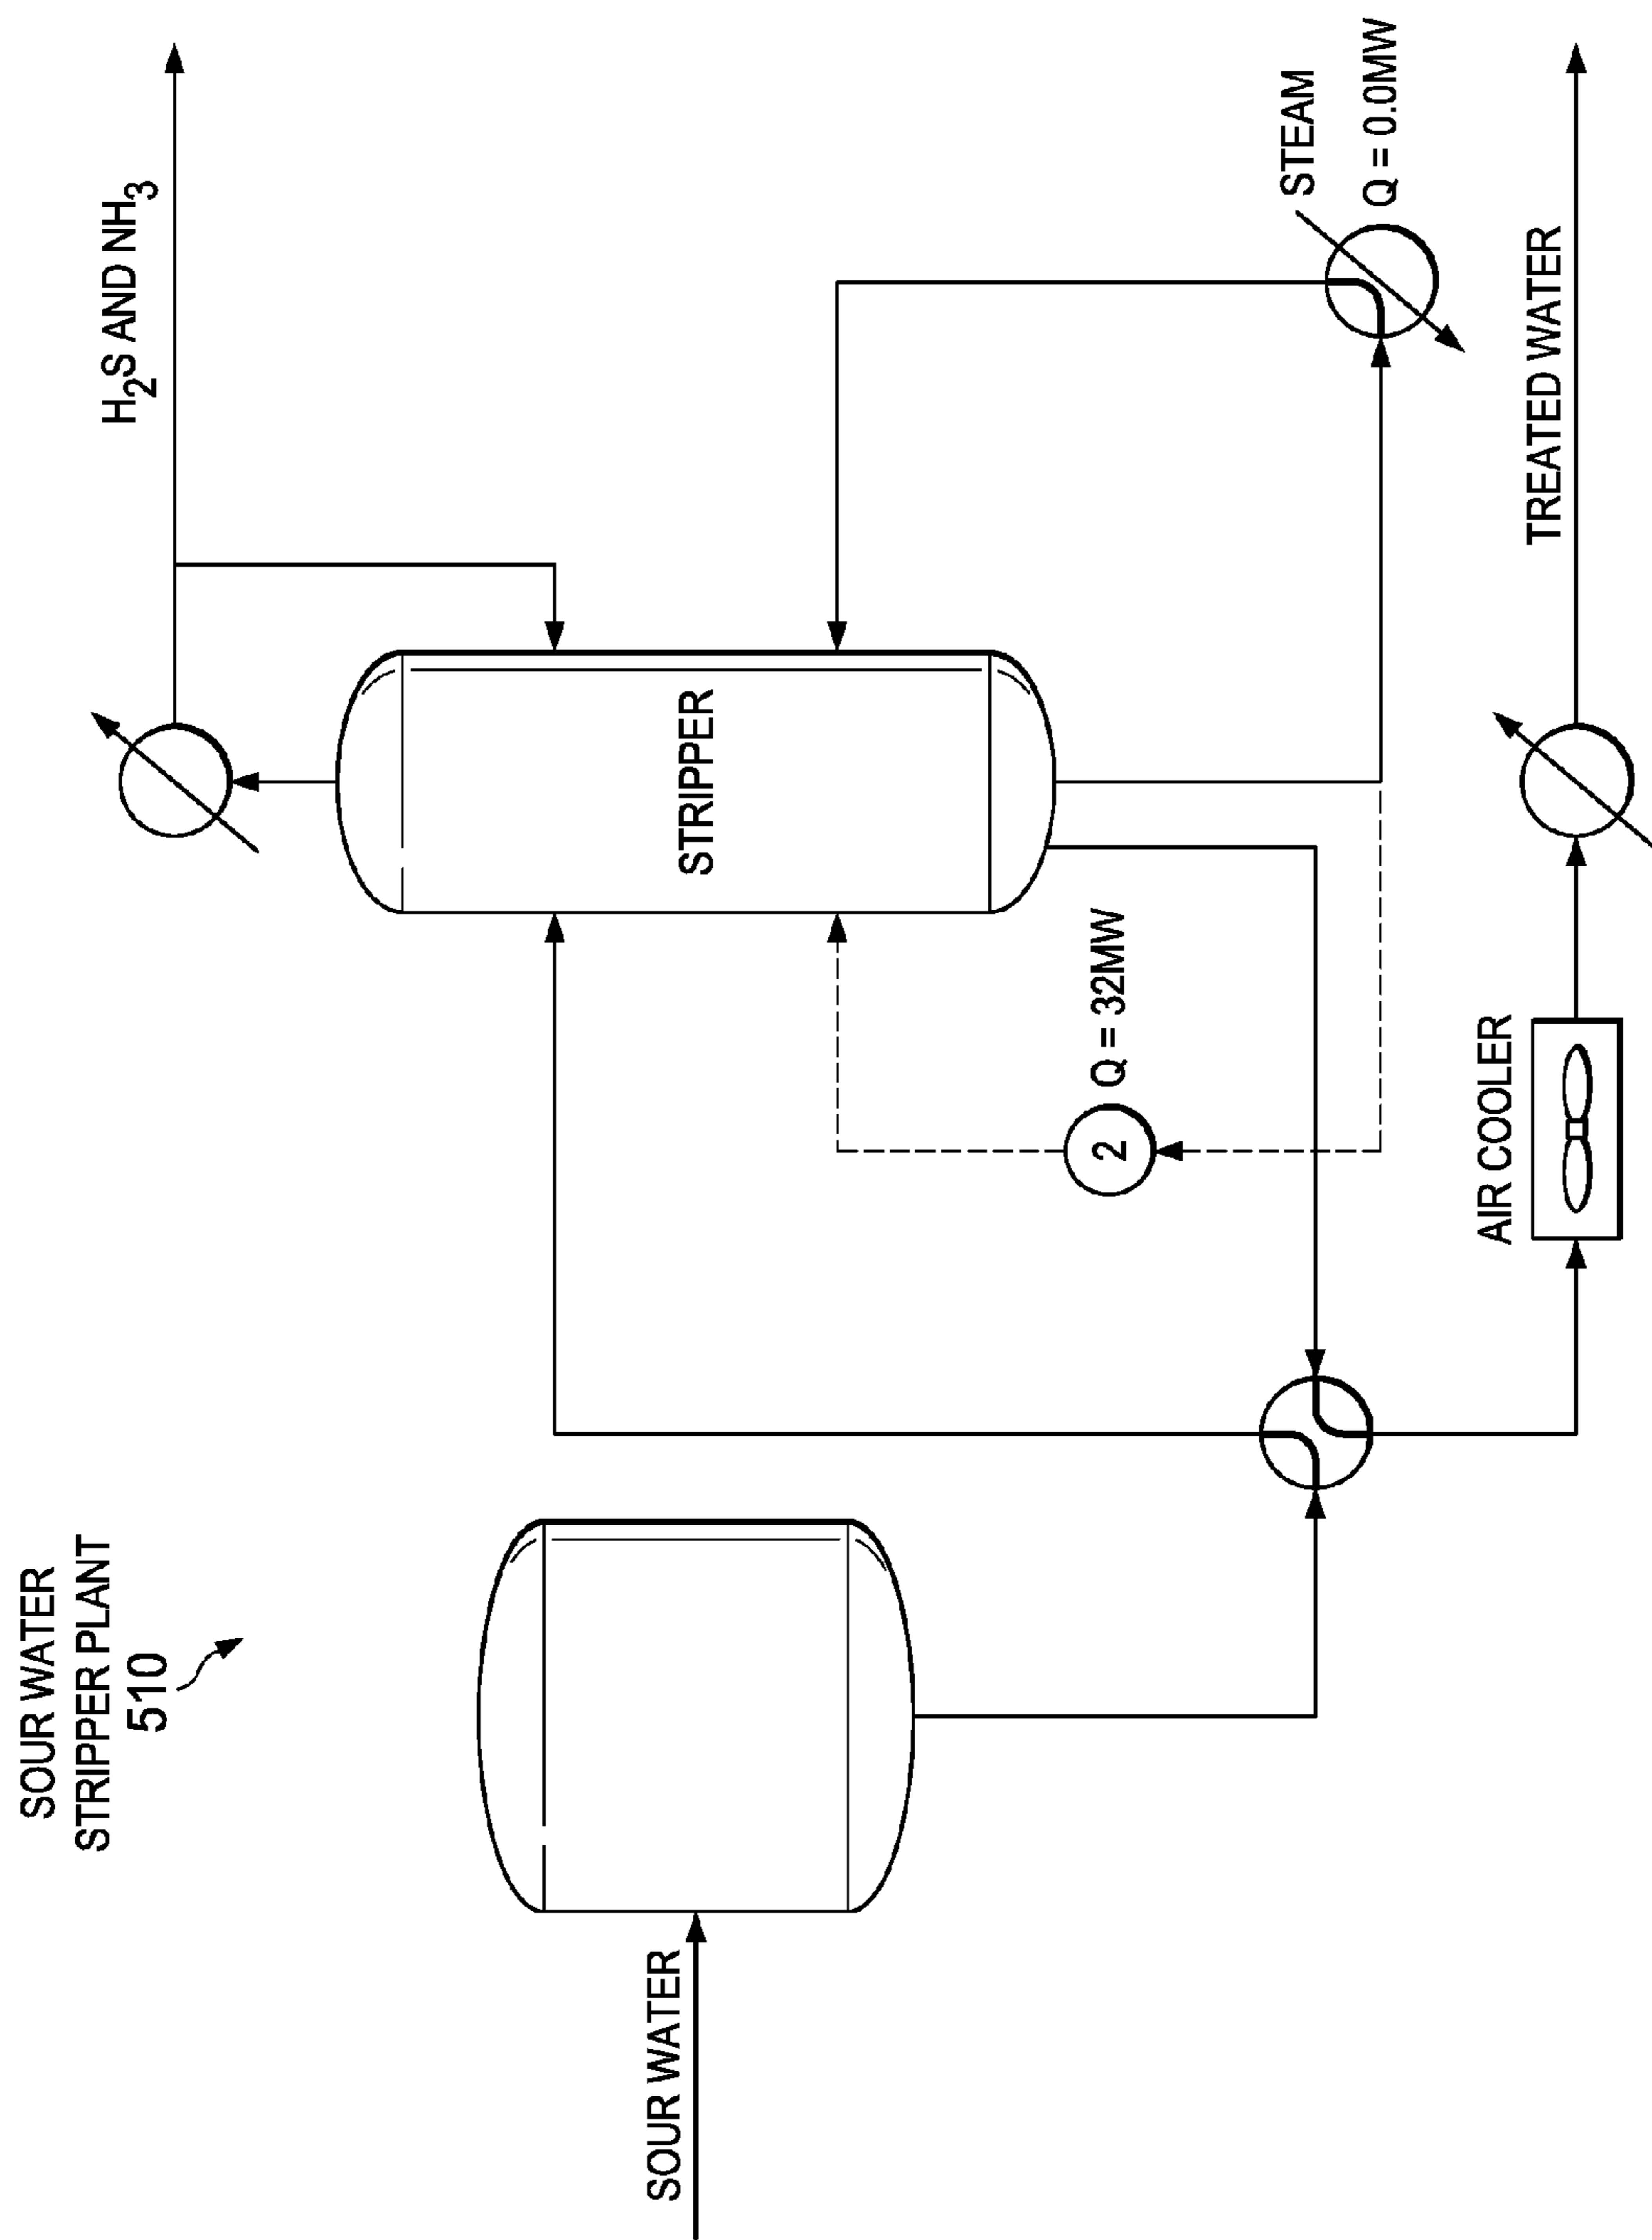 SOUR WATER
STRIPPER PLANT
510
SOUR WATER
H₂S AND NH₃
STRIPPER
2
Q = 32MW
STEAM
Q = 0.0MW
AIR COOLER
TREATED WATER